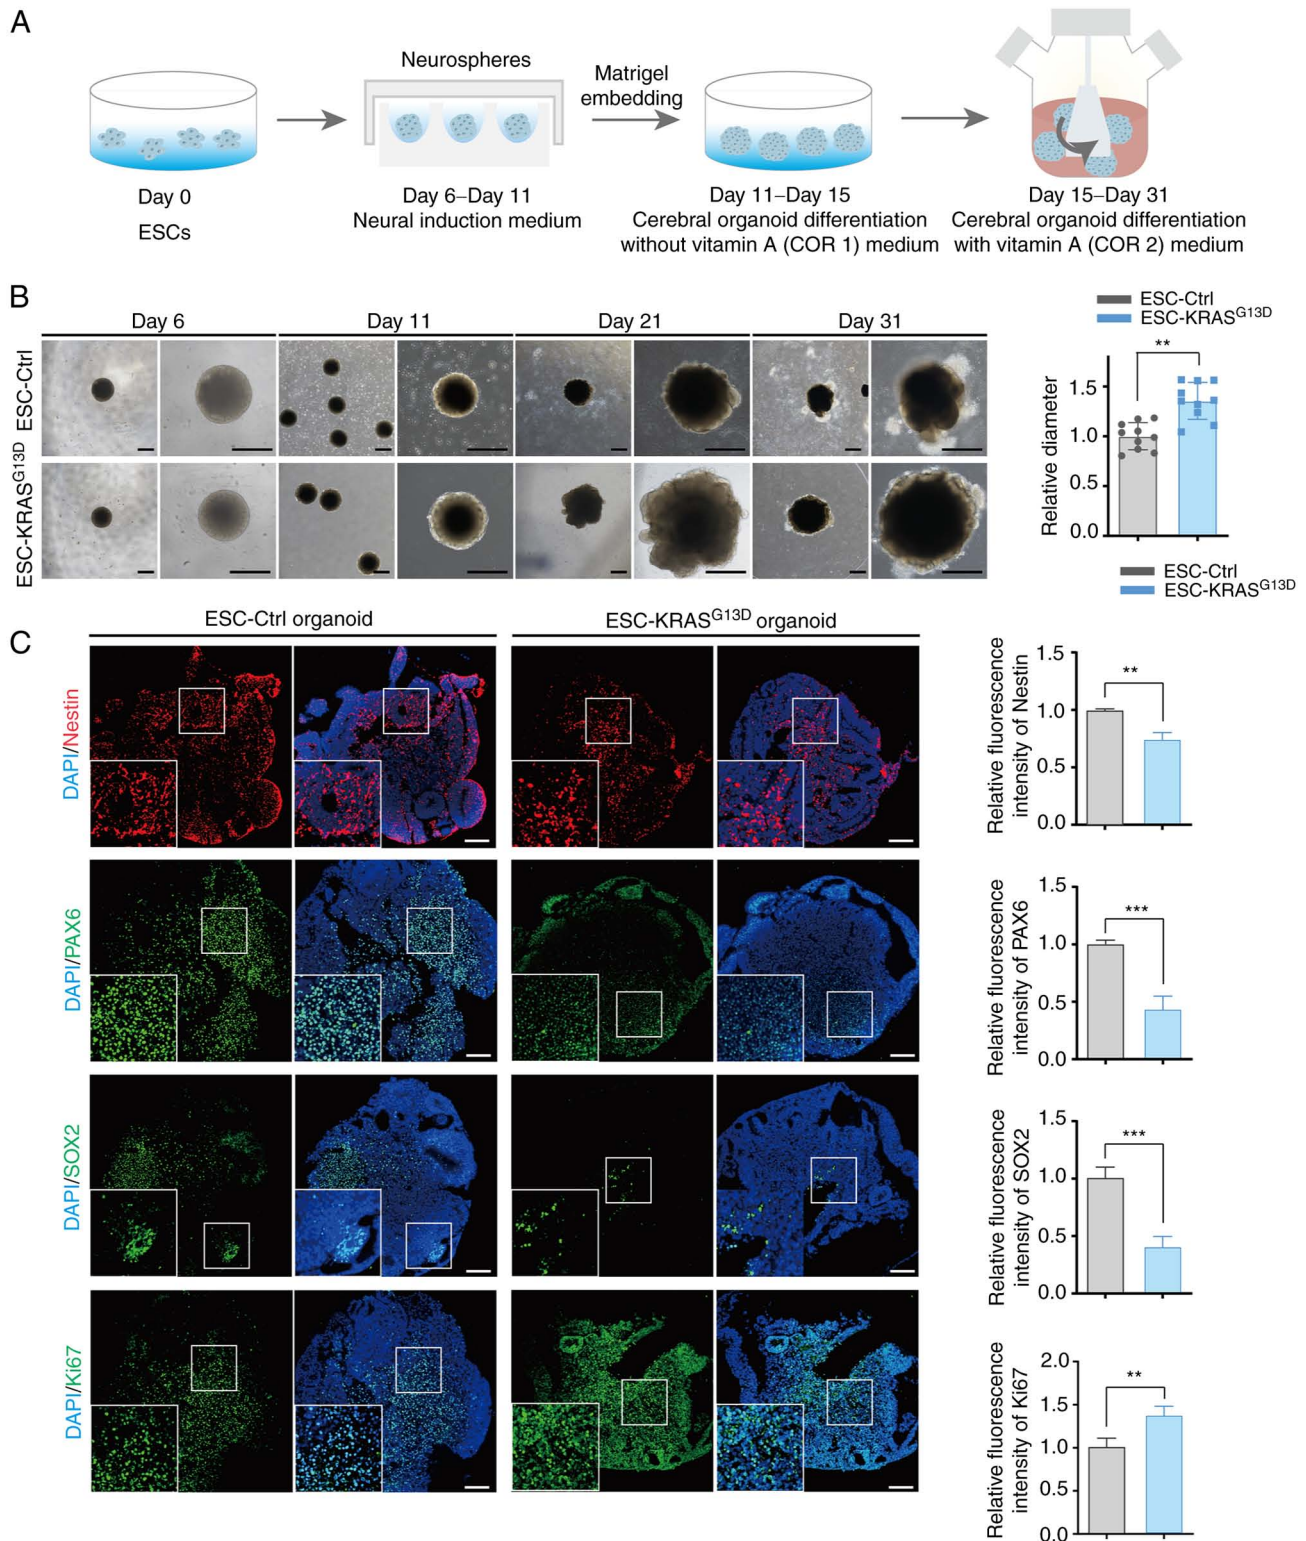 A
Neurospheres
Matrigel
embedding
Day 0
ESCs
Day 6–Day 11
Neural induction medium
Day 11–Day 15
Cerebral organoid differentiation
without vitamin A (COR 1) medium
Day 15–Day 31
Cerebral organoid differentiation
with vitamin A (COR 2) medium
B
Day 6
Day 11
Day 21
Day 31
ESC-Ctrl
ESC-KRASG13D
ESC-Ctrl
ESC-KRASG13D
**
Relative diameter
1.5
1.0
0.5
0.0
ESC-Ctrl
ESC-KRASG13D
C
ESC-Ctrl organoid
ESC-KRASG13D organoid
DAPI/Nestin
Relative fluorescence
intensity of Nestin
1.5
1.0
0.5
0.0
**
DAPI/PAX6
Relative fluorescence
intensity of PAX6
1.5
1.0
0.5
0.0
***
DAPI/SOX2
Relative fluorescence
intensity of SOX2
1.5
1.0
0.5
0.0
***
DAPI/Ki67
Relative fluorescence
intensity of Ki67
2.0
1.5
1.0
0.5
0.0
**